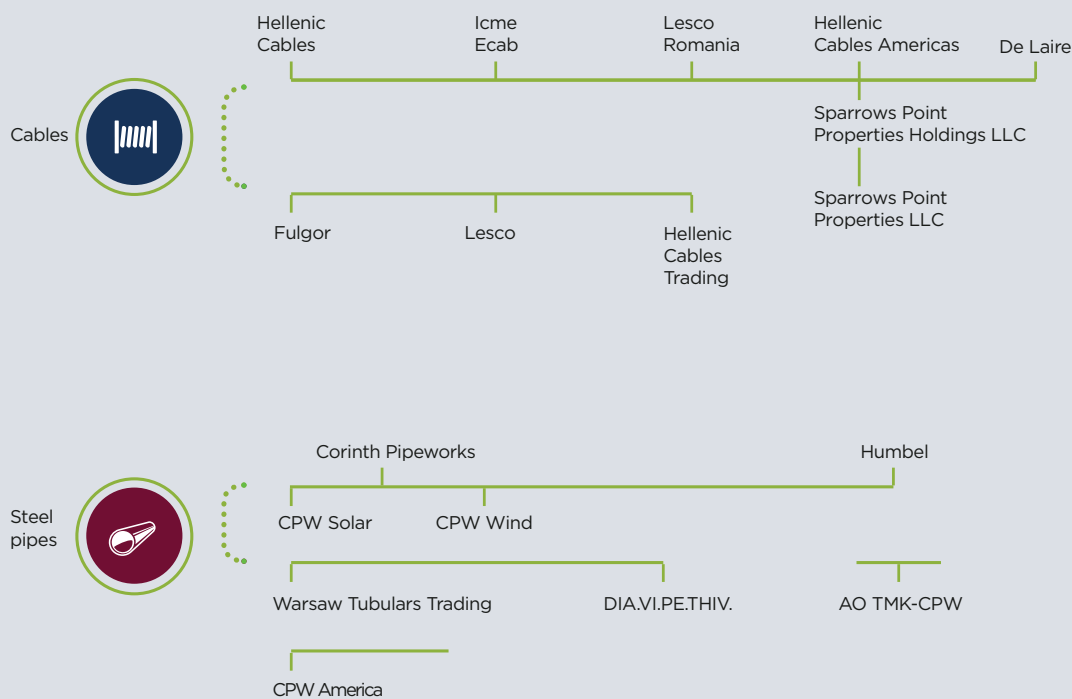 Hellenic
Cables
Icme
Ecab
Lesco
Romania
Hellenic
Cables Americas
De Laire
Cables
Sparrows Point
Properties Holdings LLC
Sparrows Point
Properties LLC
Fulgor
Lesco
Hellenic
Cables
Trading
Corinth Pipeworks
Humbel
Steel
pipes
CPW Solar
CPW Wind
Warsaw Tubulars Trading
DIA.VI.PE.THIV.
AO TMK-CPW
CPW America